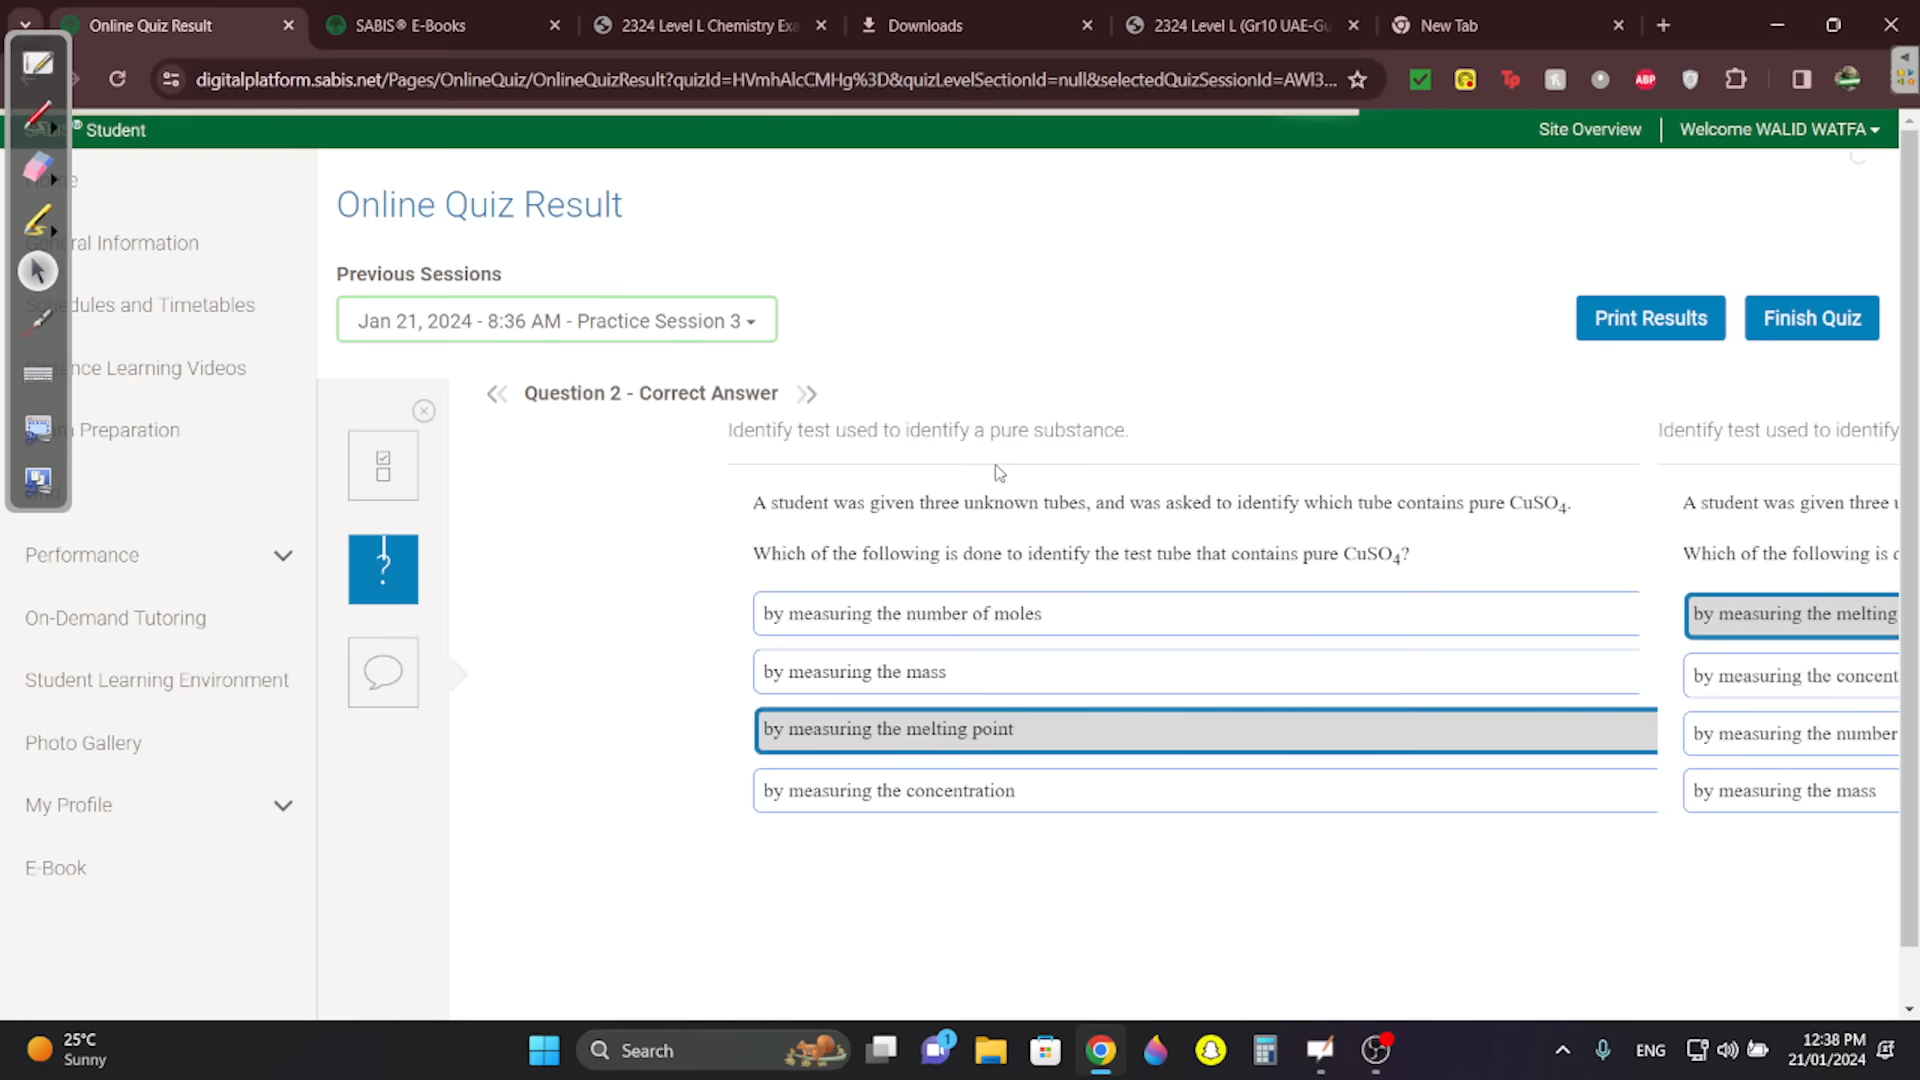 Online Quiz Result
SABIS® E-Books
2324 Level L Chemistry Exa
Downloads
2324 Level L (Gr10 UAE-Gu
New Tab
digitalplatform.sabis.net/Pages/OnlineQuiz/OnlineQuizResult?quizId=HVmhAlcCMHg%3D&quizLevelSectionId=null&selectedQuizSessionId=AWl3...
Tp
ABP
® Student
Site Overview
Welcome WALID WATFA
General Information
Schedules and Timetables
nce Learning Videos
Preparation
Performance
On-Demand Tutoring
Student Learning Environment
Photo Gallery
My Profile
E-Book
Online Quiz Result
Previous Sessions
Jan 21, 2024 - 8:36 AM - Practice Session 3
Print Results
Finish Quiz
Question 2 - Correct Answer
Identify test used to identify a pure substance.
A student was given three unknown tubes, and was asked to identify which tube contains pure CuSO4.
Which of the following is done to identify the test tube that contains pure CuSO4?
by measuring the number of moles
by measuring the mass
by measuring the melting point
by measuring the concentration
Identify test used to identify
A student was given three u
Which of the following is d
by measuring the melting
by measuring the concent
by measuring the number
by measuring the mass
?
25°C
Sunny
Search
1
ENG
12:38 PM
21/01/2024